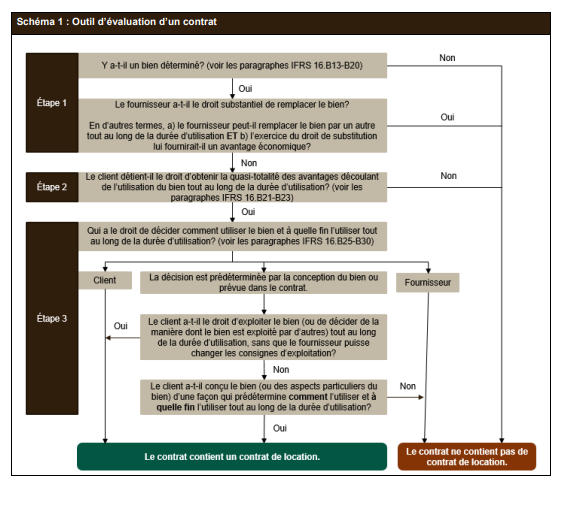 Schéma 1 : Outil d'évaluation d'un contrat
Étape 1
Y a-t-il un bien déterminé? (voir les paragraphes IFRS 16.B13-B20)
Non
Oui
Le fournisseur a-t-il le droit substantiel de remplacer le bien?
En d'autres termes, a) le fournisseur peut-il remplacer le bien par un autre
tout au long de la durée d'utilisation ET b) l'exercice du droit de substitution
lui fournirait-il un avantage économique?
Oui
Non
Étape 2
Le client détient-il le droit d'obtenir la quasi-totalité des avantages découlant
de l'utilisation du bien tout au long de la durée d'utilisation? (voir les
paragraphes IFRS 16.B21-B23)
Non
Oui
Étape 3
Qui a le droit de décider comment utiliser le bien et à quelle fin l'utiliser tout
au long de la durée d'utilisation? (voir les paragraphes IFRS 16.B25-B30)
Client
La décision est prédéterminée par la conception du bien ou
prévue dans le contrat.
Fournisseur
Oui
Le client a-t-il le droit d'exploiter le bien (ou de décider de la
manière dont le bien est exploité par d'autres) tout au long
de la durée d'utilisation, sans que le fournisseur puisse
changer les consignes d'exploitation?
Non
Le client a-t-il conçu le bien (ou des aspects particuliers du
bien) d'une façon qui prédétermine comment l'utiliser et à
quelle fin l'utiliser tout au long de la durée d'utilisation?
Non
Oui
Le contrat contient un contrat de location.
Le contrat ne contient pas de
contrat de location.